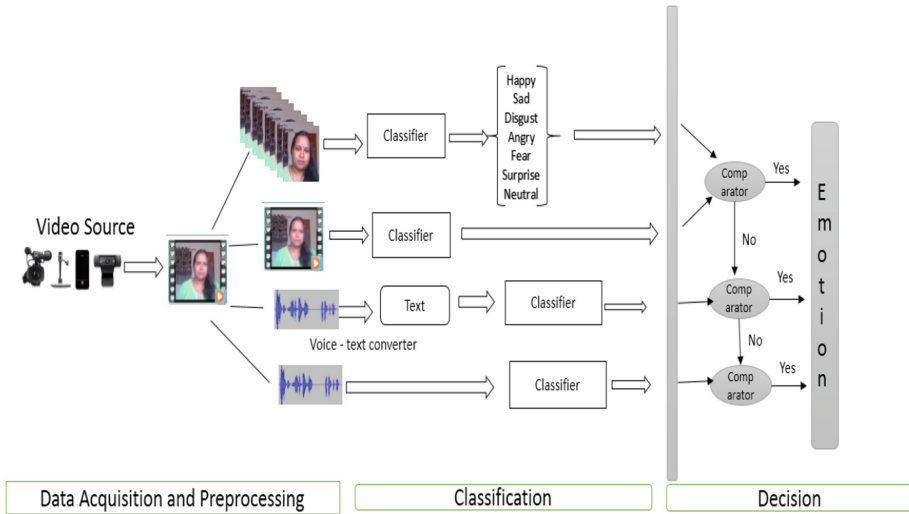 Happy
Sad
Disgust
Angry
Fear
Surprise
Neutral
Classifier
Comp
arator
Yes
Video Source
Classifier
No
Text
Classifier
Comp
arator
Yes
Voice - text converter
No
Classifier
Comp
arator
Yes
Emotion
Data Acquisition and Preprocessing
Classification
Decision